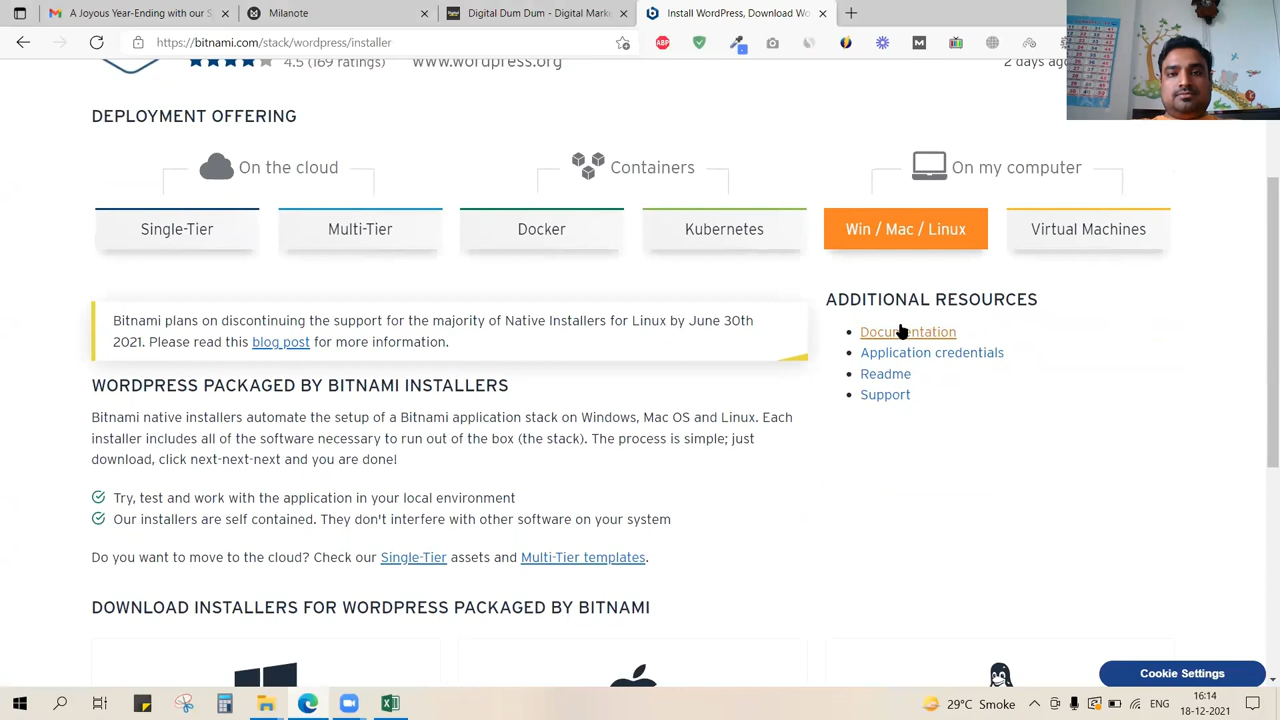 A Joyous Year-Ending with our S
Milanote
Digital Dum Dum - Digital Marke
Install WordPress, Download Wo
https://bitnami.com/stack/wordpress/installer
ABP
4.5 (169 ratings)
www.wordpress.org
2 days ago
DEPLOYMENT OFFERING
On the cloud
Containers
On my computer
Single-Tier
Multi-Tier
Docker
Kubernetes
Win / Mac / Linux
Virtual Machines
Bitnami plans on discontinuing the support for the majority of Native Installers for Linux by June 30th
2021. Please read this blog post for more information.
ADDITIONAL RESOURCES
Documentation
Application credentials
Readme
Support
WORDPRESS PACKAGED BY BITNAMI INSTALLERS
Bitnami native installers automate the setup of a Bitnami application stack on Windows, Mac OS and Linux. Each
installer includes all of the software necessary to run out of the box (the stack). The process is simple; just
download, click next-next-next and you are done!
Try, test and work with the application in your local environment
Our installers are self contained. They don't interfere with other software on your system
Do you want to move to the cloud? Check our Single-Tier assets and Multi-Tier templates.
DOWNLOAD INSTALLERS FOR WORDPRESS PACKAGED BY BITNAMI
Cookie Settings
29°C Smoke
ENG
16:14
18-12-2021